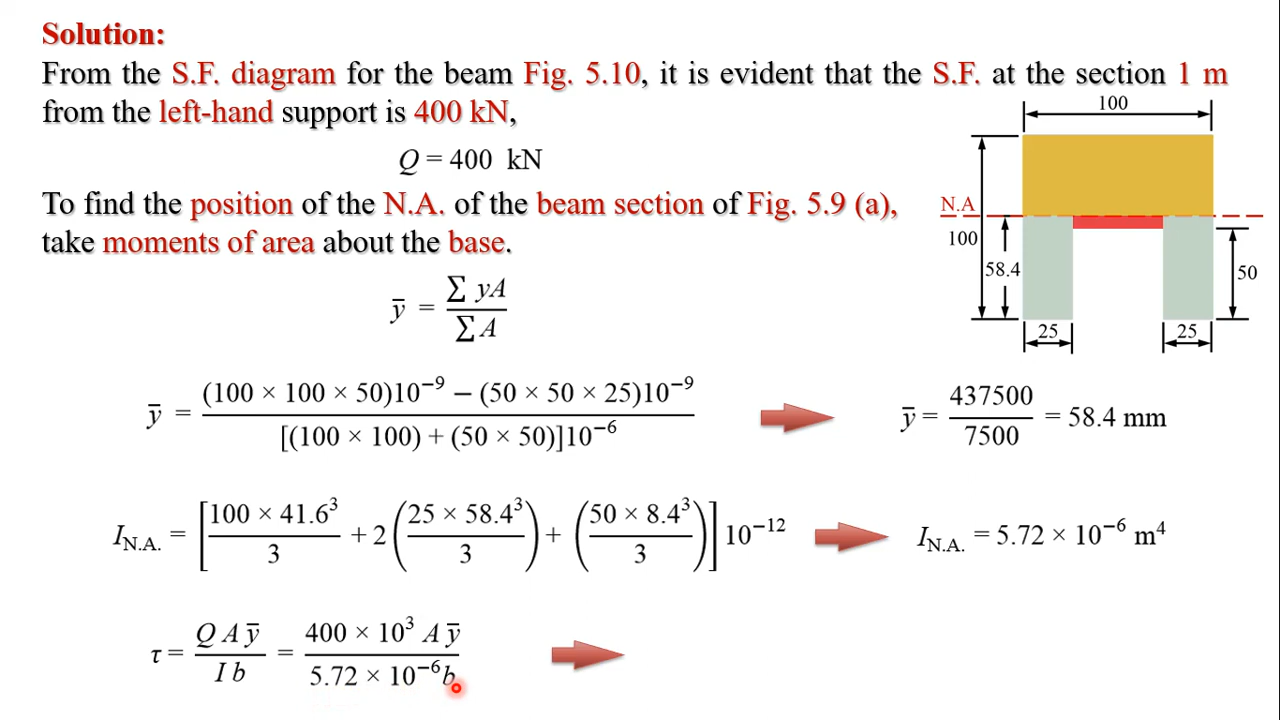 Solution:
From the S.F. diagram for the beam Fig. 5.10, it is evident that the S.F. at the section 1 m
from the left-hand support is 400 kN,
Q = 400 kN
To find the position of the N.A. of the beam section of Fig. 5.9 (a),
take moments of area about the base.
ȳ = ∑ yA / ∑ A
ȳ = (100 × 100 × 50)10⁻⁹ − (50 × 50 × 25)10⁻⁹ / [(100 × 100) + (50 × 50)]10⁻⁶
ȳ = 437500 / 7500 = 58.4 mm
I_N.A. = [100 × 41.6³ / 3 + 2 (25 × 58.4³ / 3) + (50 × 8.4³ / 3)] 10⁻¹²
I_N.A. = 5.72 × 10⁻⁶ m⁴
τ = Q A ȳ / I b = 400 × 10³ A ȳ / 5.72 × 10⁻⁶ b
100
N.A
100
58.4
50
25
25